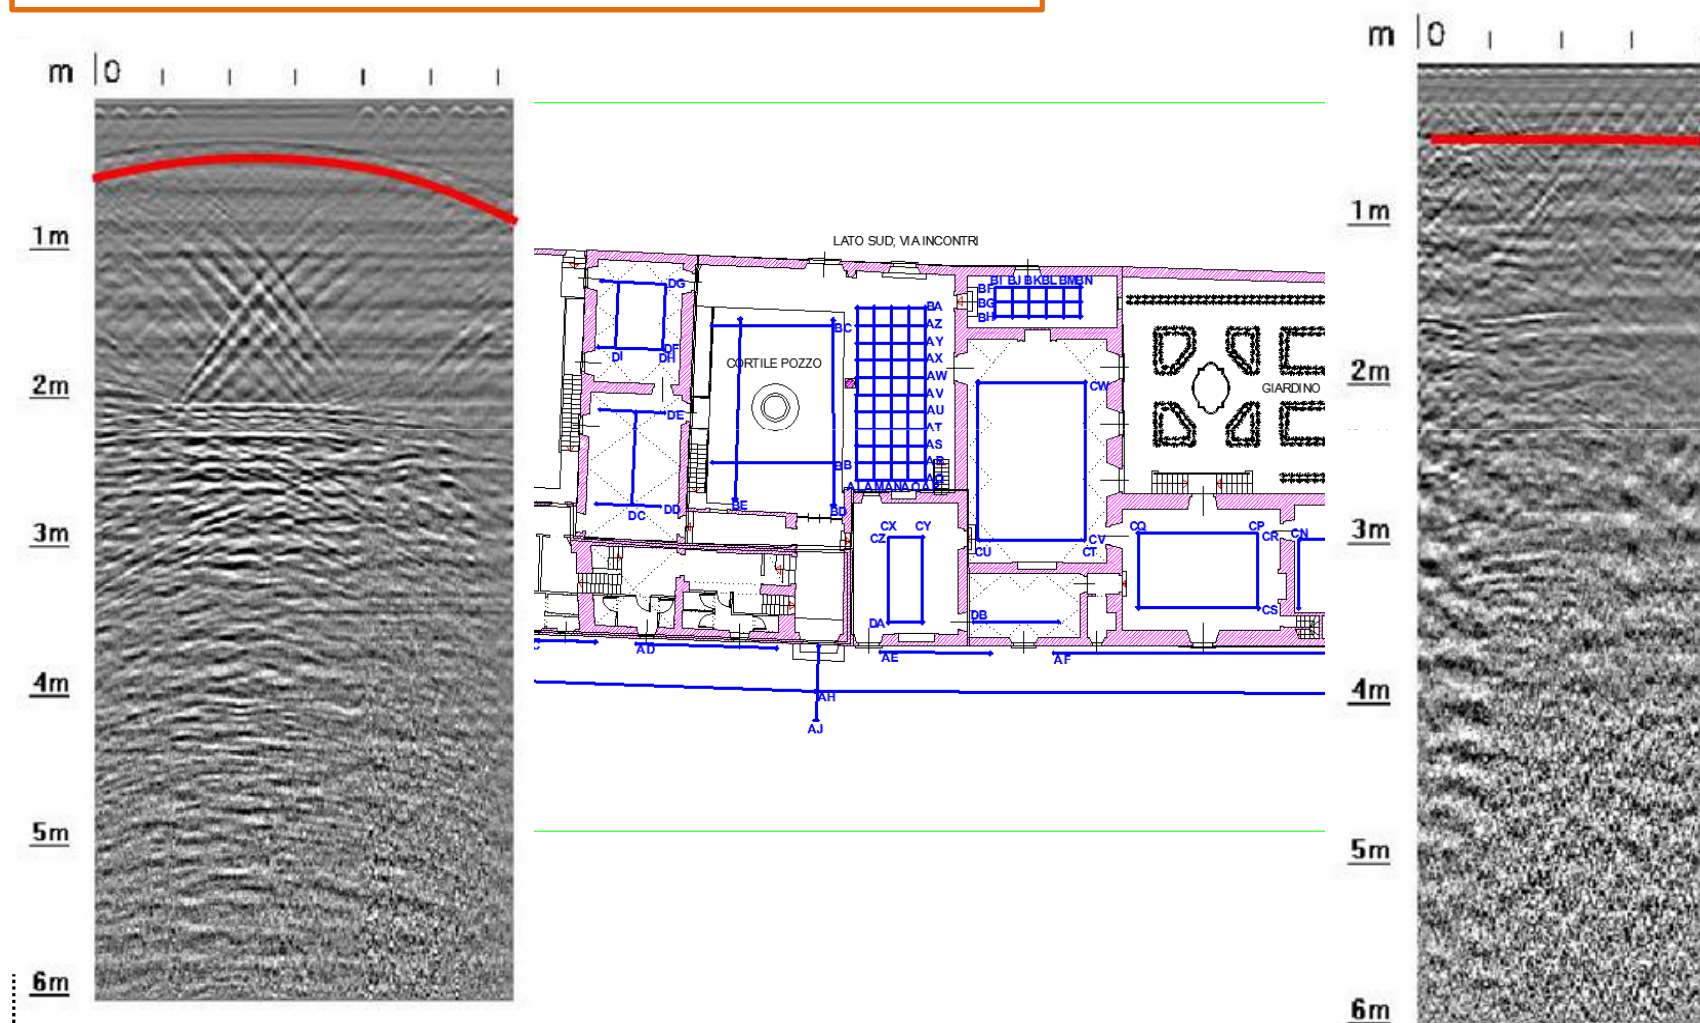 m 0
1m
2m
3m
4m
5m
6m
LATO SUD; VIA INCONTRI
DG
DF
DI
DH
DE
DC
DD
BC
CORTILE POZZO
BB
BE
BD
BA
AZ
AY
AX
AW
AV
AU
AT
AS
BI BJ BK BL BM BN
BF
BG
BH
CW
GIARDINO
CU
CV
CT
CX CY
CZ
DA
DB
CQ
CP
CR
CN
CS
AD
AE
AF
AH
AJ
m 0
1m
2m
3m
4m
5m
6m